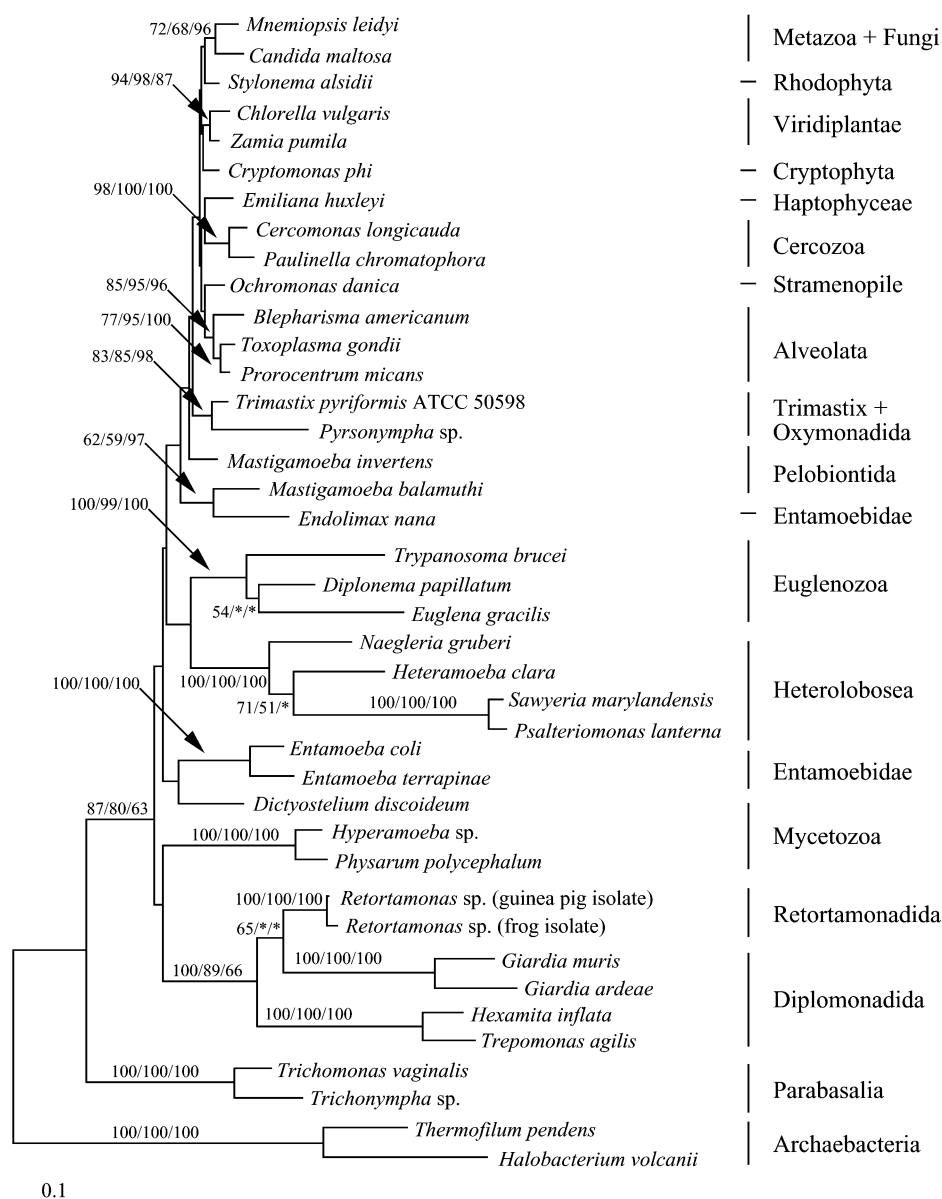 72/68/96
Mnemiopsis leidyi
Candida maltosa
Metazoa + Fungi
Stylonema alsidii
Rhodophyta
94/98/87
Chlorella vulgaris
Zamia pumila
Viridiplantae
Cryptomonas phi
Cryptophyta
98/100/100
Emiliana huxleyi
Haptophyceae
Cercomonas longicauda
Paulinella chromatophora
Cercozoa
85/95/96
Ochromonas danica
Stramenopile
77/95/100
Blepharisma americanum
Toxoplasma gondii
Prorocentrum micans
Alveolata
83/85/98
Trimastix pyriformis ATCC 50598
Pyrsonympha sp.
Trimastix +
Oxymonadida
62/59/97
Mastigamoeba invertens
Mastigamoeba balamuthi
Pelobiontida
Endolimax nana
Entamoebidae
100/99/100
Trypanosoma brucei
Diplonema papillatum
54/*/*
Euglena gracilis
Euglenozoa
Naegleria gruberi
100/100/100
Heteramoeba clara
71/51/*
100/100/100
Sawyeria marylandensis
Psalteriomonas lanterna
Heterolobosea
100/100/100
Entamoeba coli
Entamoeba terrapinae
Entamoebidae
Dictyostelium discoideum
87/80/63
100/100/100
Hyperamoeba sp.
Physarum polycephalum
Mycetozoa
100/100/100
Retortamonas sp. (guinea pig isolate)
Retortamonas sp. (frog isolate)
Retortamonadida
65/*/*
100/89/66
100/100/100
Giardia muris
Giardia ardeae
100/100/100
Hexamita inflata
Trepomonas agilis
Diplomonadida
100/100/100
Trichomonas vaginalis
Trichonympha sp.
Parabasalia
100/100/100
Thermofilum pendens
Halobacterium volcanii
Archaebacteria
0.1